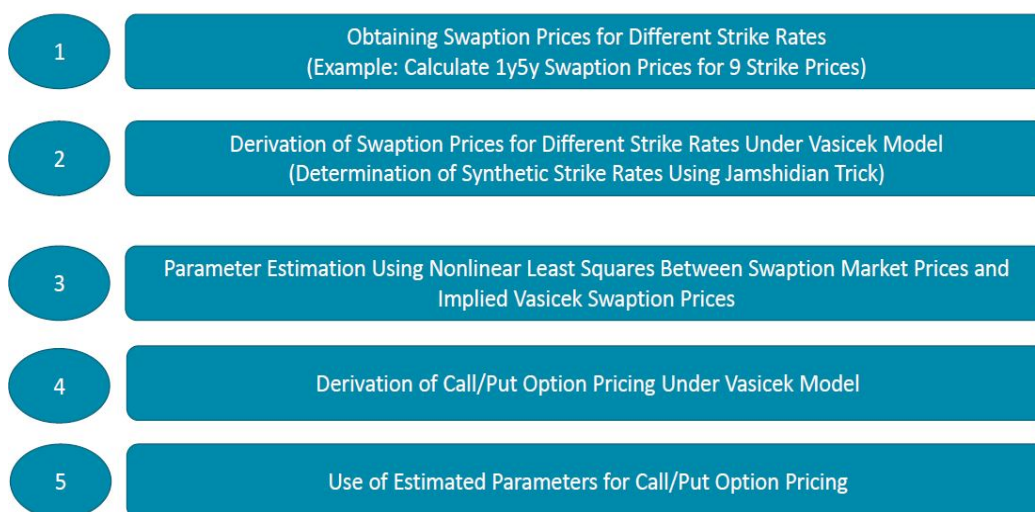 1
Obtaining Swaption Prices for Different Strike Rates
(Example: Calculate 1y5y Swaption Prices for 9 Strike Prices)
2
Derivation of Swaption Prices for Different Strike Rates Under Vasicek Model
(Determination of Synthetic Strike Rates Using Jamshidian Trick)
3
Parameter Estimation Using Nonlinear Least Squares Between Swaption Market Prices and
Implied Vasicek Swaption Prices
4
Derivation of Call/Put Option Pricing Under Vasicek Model
5
Use of Estimated Parameters for Call/Put Option Pricing